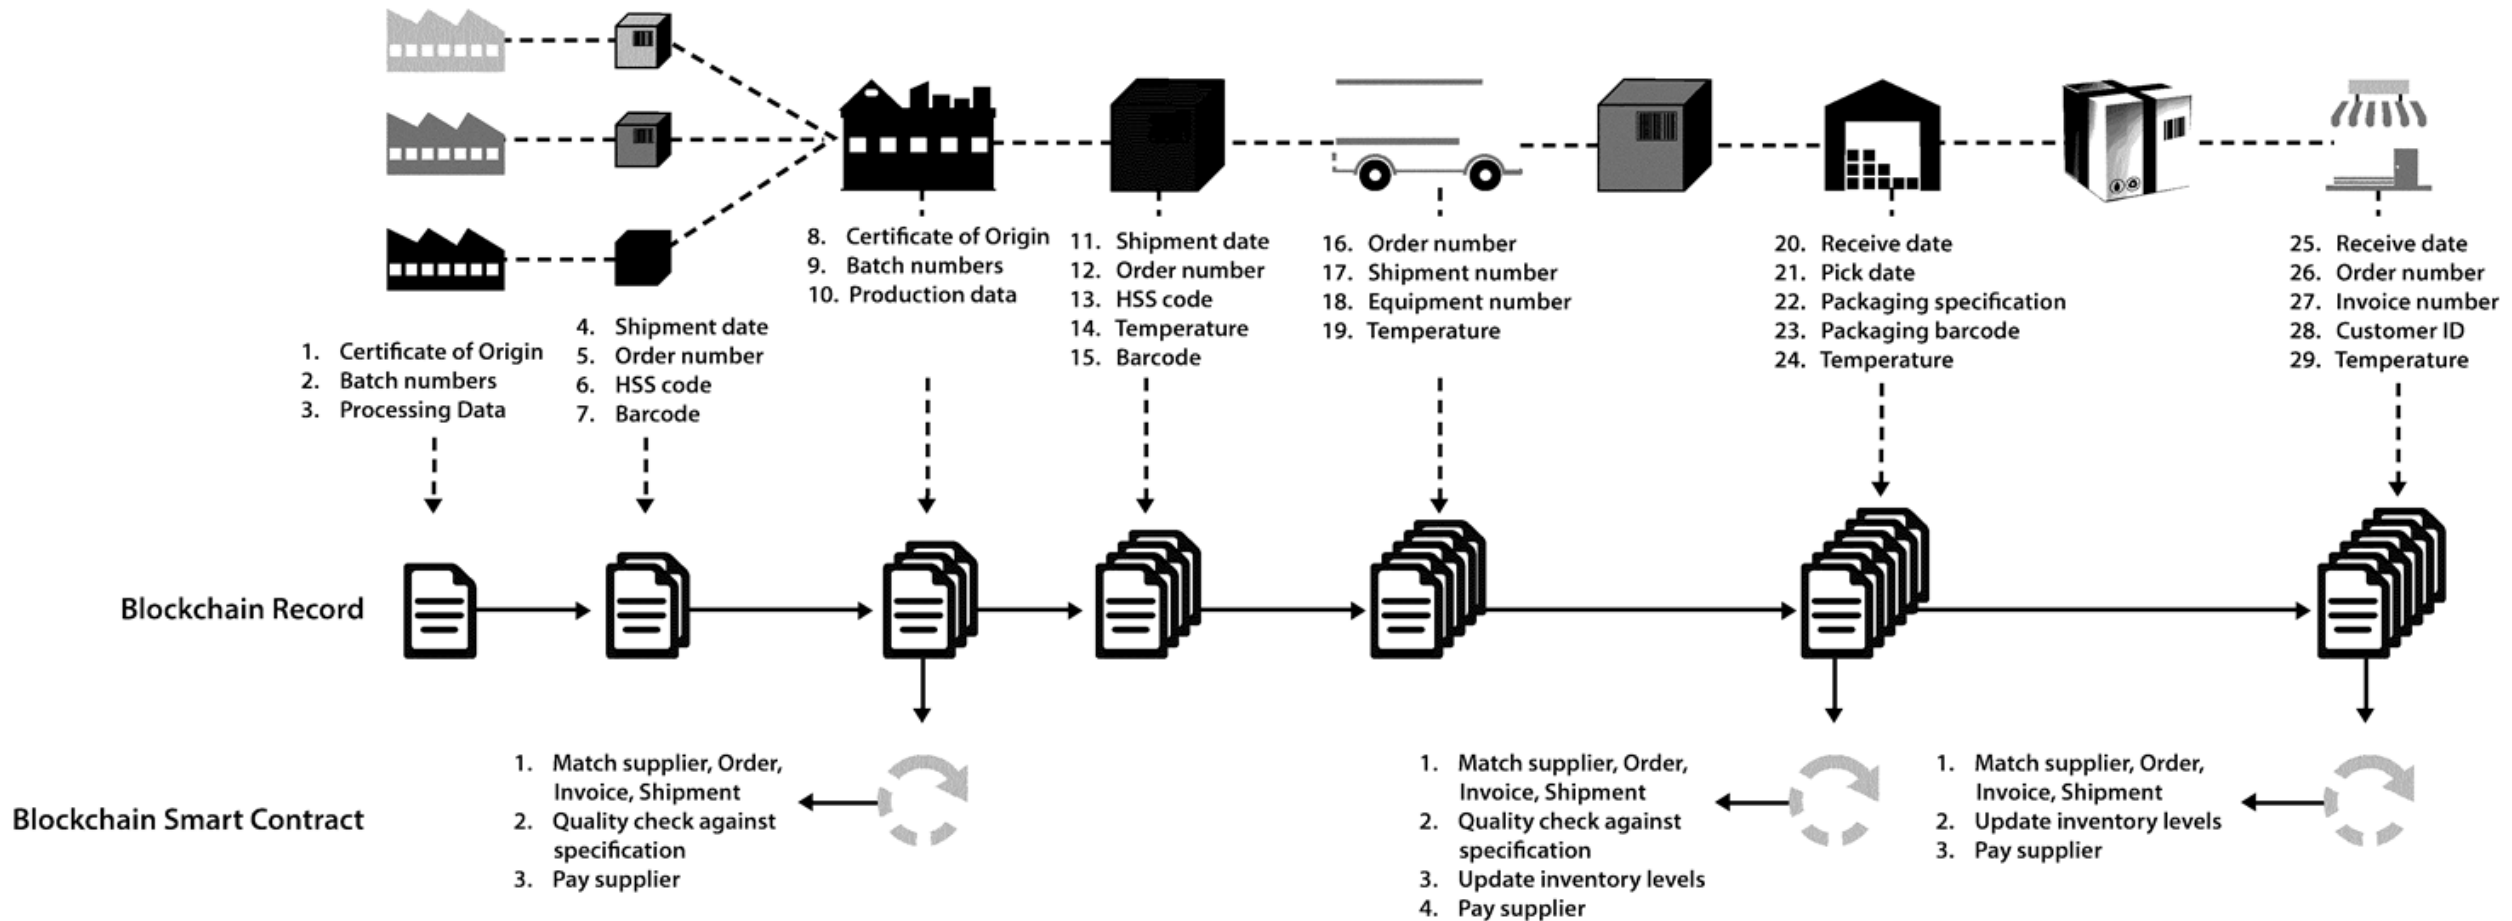 1. Certificate of Origin
2. Batch numbers
3. Processing Data
4. Shipment date
5. Order number
6. HSS code
7. Barcode
8. Certificate of Origin
9. Batch numbers
10. Production data
11. Shipment date
12. Order number
13. HSS code
14. Temperature
15. Barcode
16. Order number
17. Shipment number
18. Equipment number
19. Temperature
20. Receive date
21. Pick date
22. Packaging specification
23. Packaging barcode
24. Temperature
25. Receive date
26. Order number
27. Invoice number
28. Customer ID
29. Temperature
Blockchain Record
Blockchain Smart Contract
1. Match supplier, Order,
Invoice, Shipment
2. Quality check against
specification
3. Pay supplier
1. Match supplier, Order,
Invoice, Shipment
2. Quality check against
specification
3. Update inventory levels
4. Pay supplier
1. Match supplier, Order,
Invoice, Shipment
2. Update inventory levels
3. Pay supplier